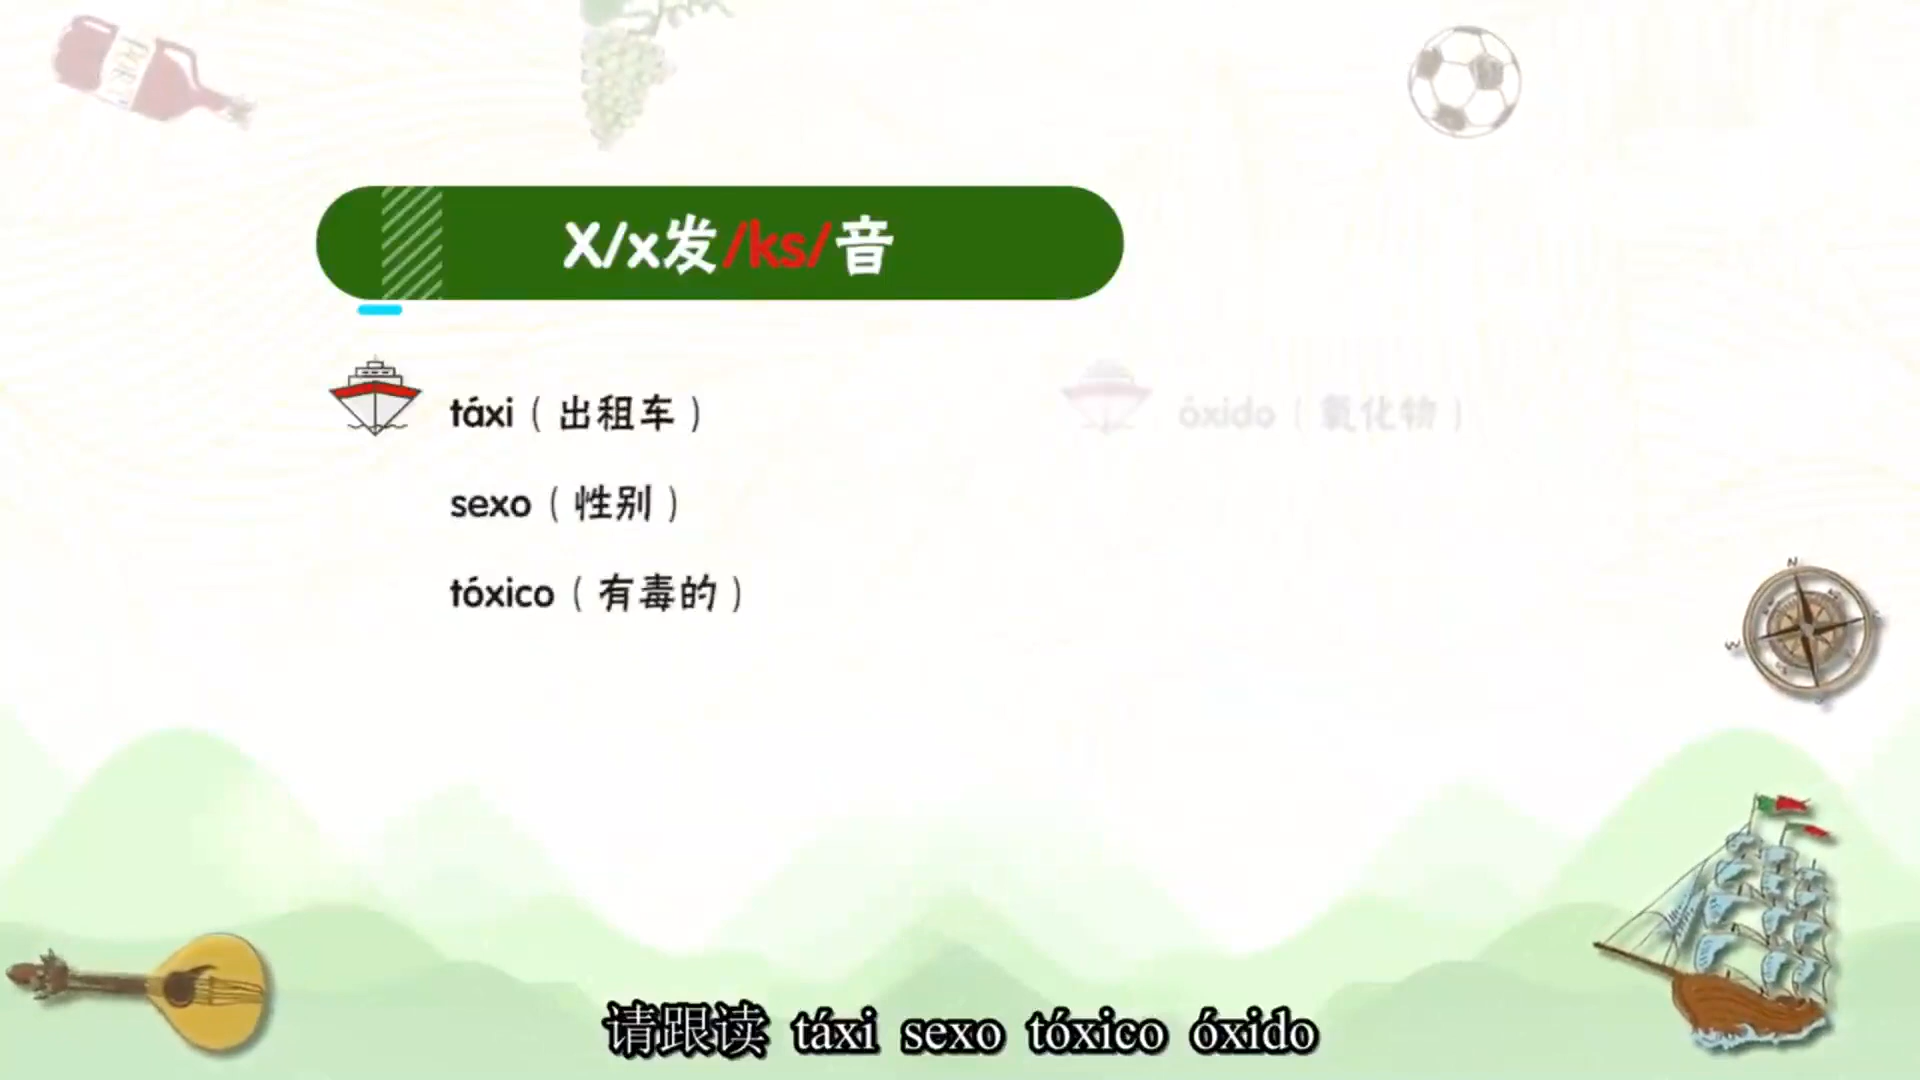 PORT
X/x发/ks/音
táxi（出租车）
óxido（氧化物）
sexo（性别）
tóxico（有毒的）
N
W
请跟读 táxi sexo tóxico óxido